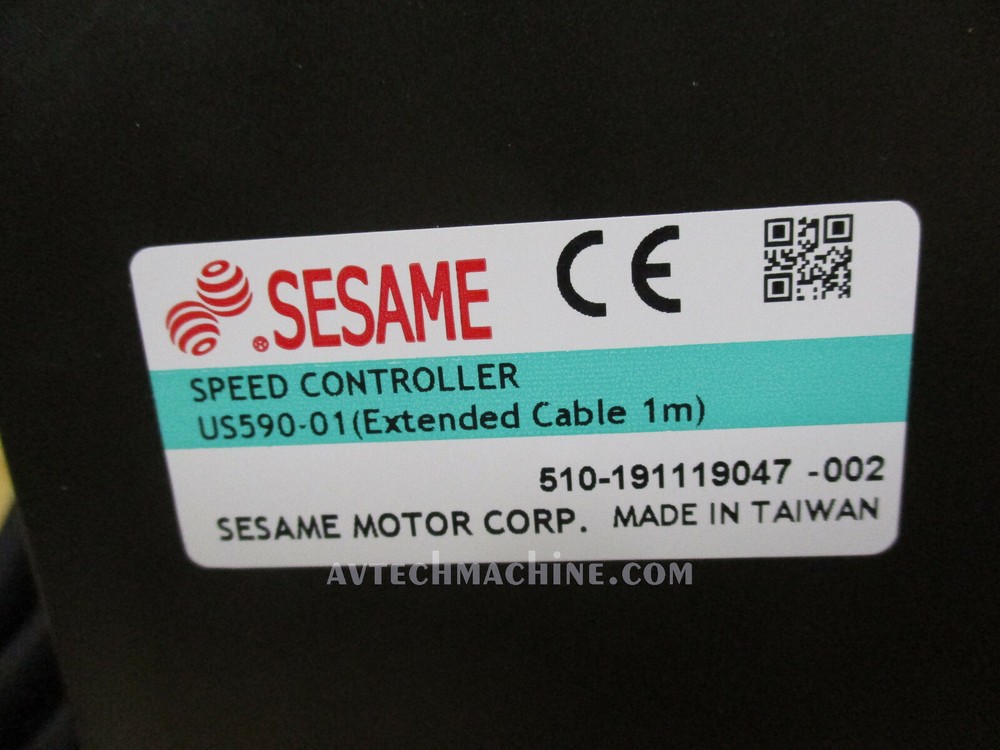 SESAME CE
SPEED CONTROLLER
US590-01(Extended Cable 1m)
510-191119047 -002
SESAME MOTOR CORP. MADE IN TAIWAN
AVTECHMACHINE.COM